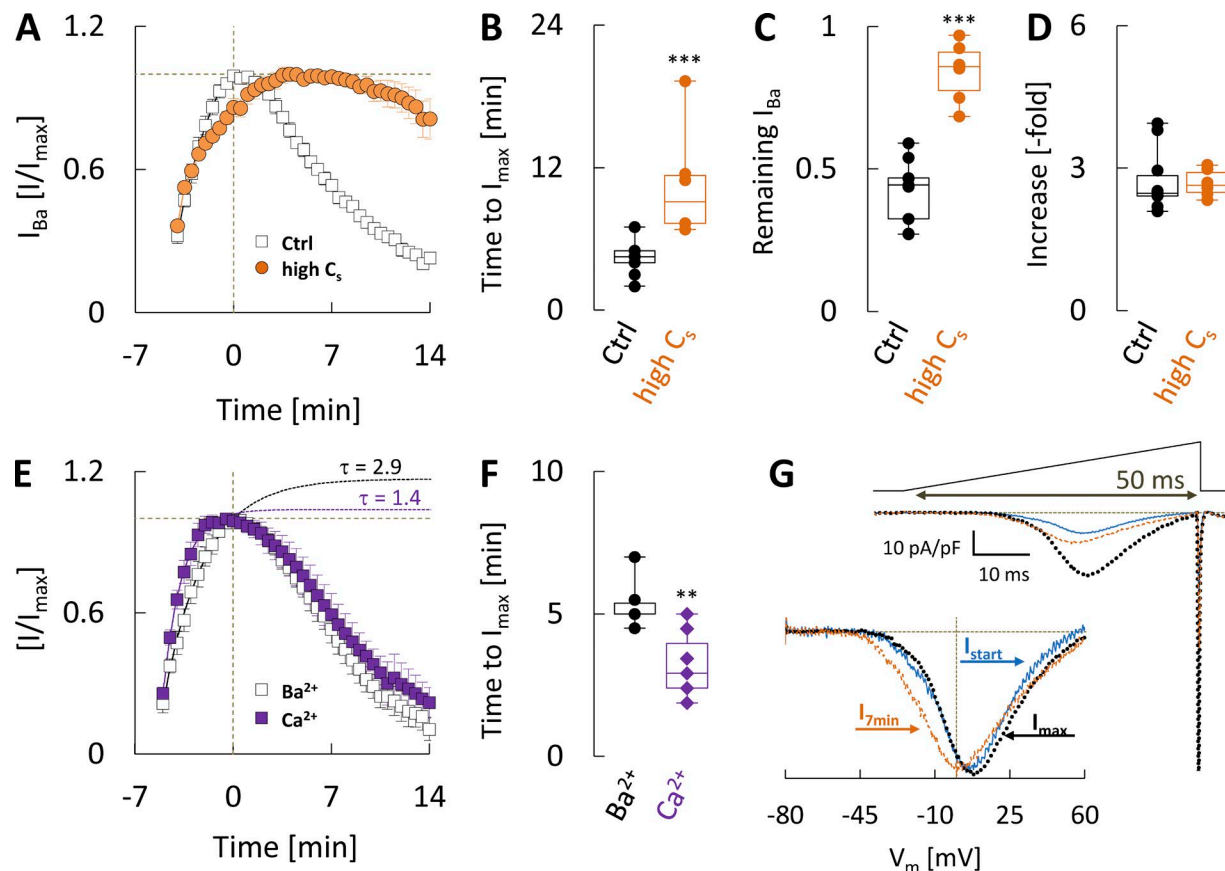 A
1.2
0.6
0
I_Ba [I/I_max]
Ctrl
high C_s
-7 0 7 14
Time [min]
B
24
12
0
Time to I_max [min]
***
Ctrl
high C_s
C
1
0.5
0
Remaining I_Ba
***
Ctrl
high C_s
D
6
3
0
Increase [-fold]
Ctrl
high C_s
E
1.2
0.6
0
[I/I_max]
τ = 2.9
τ = 1.4
Ba²⁺
Ca²⁺
-7 0 7 14
Time [min]
F
10
5
0
Time to I_max [min]
**
Ba²⁺
Ca²⁺
G
50 ms
10 pA/pF
10 ms
I_start
I_7min
I_max
-80 -45 -10 25 60
V_m [mV]